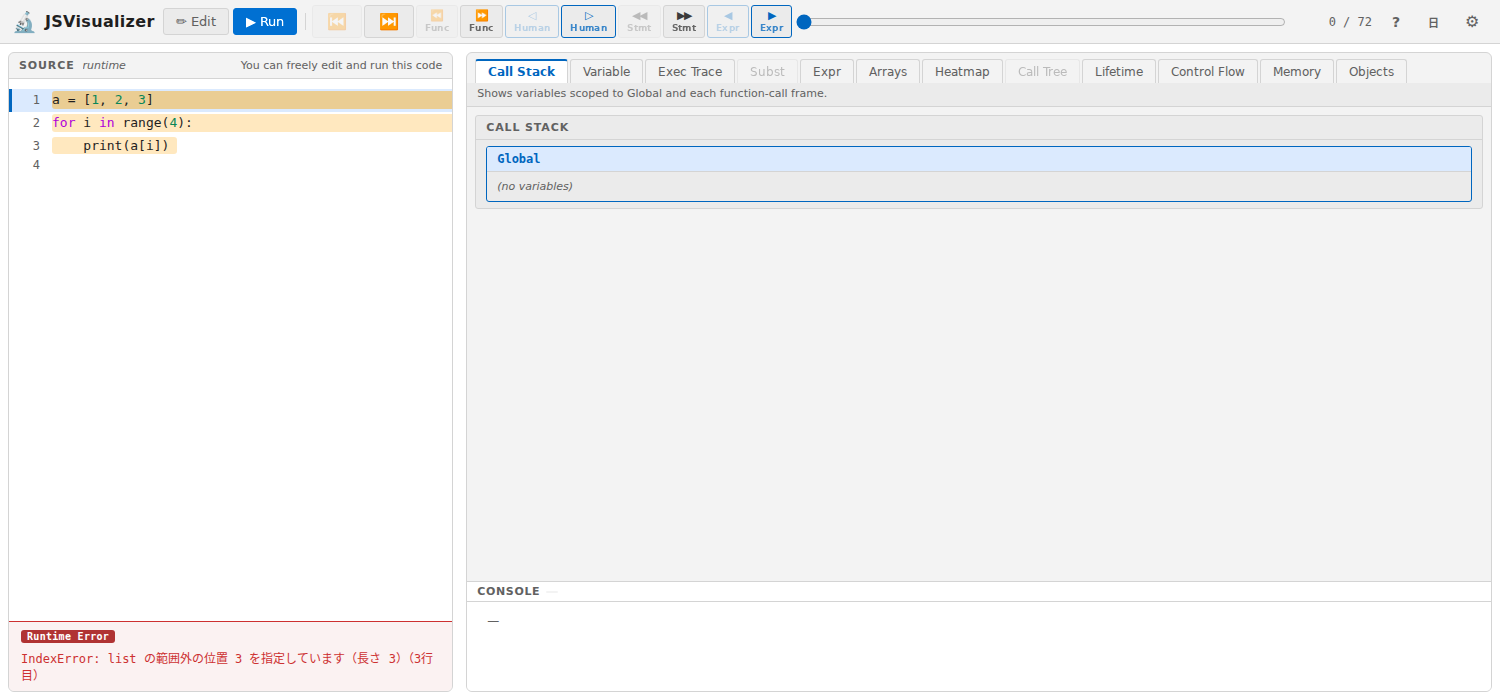 JSVisualizer
Edit
Run
Func
Func
Human
Human
Stmt
Stmt
Expr
Expr
0 / 72
?
日
SOURCE runtime
You can freely edit and run this code
1 a = [1, 2, 3]
2 for i in range(4):
3 print(a[i])
4
Runtime Error
IndexError: list の範囲外の位置 3 を指定しています（長さ 3）（3行
目）
Call Stack
Variable
Exec Trace
Subst
Expr
Arrays
Heatmap
Call Tree
Lifetime
Control Flow
Memory
Objects
Shows variables scoped to Global and each function-call frame.
CALL STACK
Global
(no variables)
CONSOLE —
—